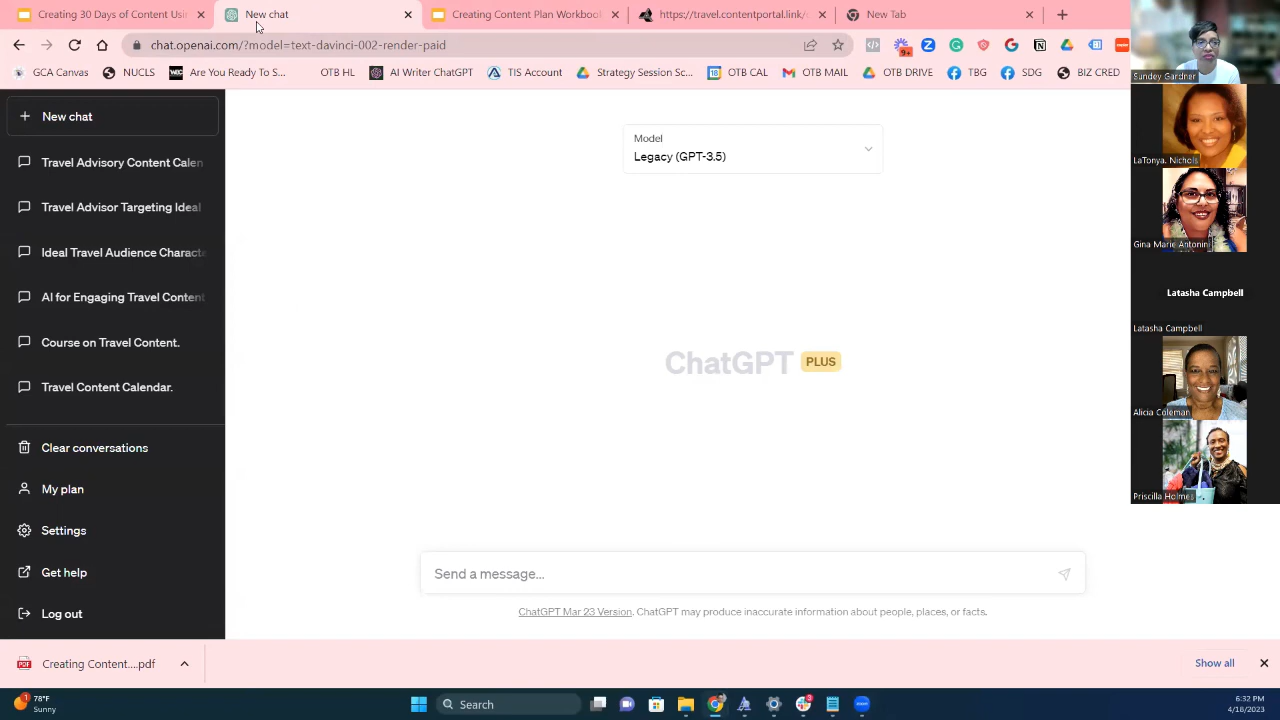 Creating 30 Days of Content Usin
New chat
Creating Content Plan Workbook
https://travel.contentportal.link/
New Tab
chat.openai.com/?model=text-davinci-002-render-paid
9+
GCA Canvas
NUCLS
Are You Ready To S...
OTB HL
AI Writer ChatGPT
TIS Account
Strategy Session Sc...
OTB CAL
OTB MAIL
OTB DRIVE
TBG
SDG
BIZ CRED
New chat
Travel Advisory Content Calen
Travel Advisor Targeting Ideal
Ideal Travel Audience Characte
AI for Engaging Travel Content
Course on Travel Content.
Travel Content Calendar.
Clear conversations
My plan
Settings
Get help
Log out
Model
Legacy (GPT-3.5)
ChatGPT PLUS
Send a message...
ChatGPT Mar 23 Version. ChatGPT may produce inaccurate information about people, places, or facts.
Sundey Gardner
LaTonya. Nichols
Gina Marie Antonini
Latasha Campbell
Latasha Campbell
Alicia Coleman
Priscilla Holmes
Creating Content....pdf
Show all
78°F
Sunny
Search
6:32 PM
4/18/2023